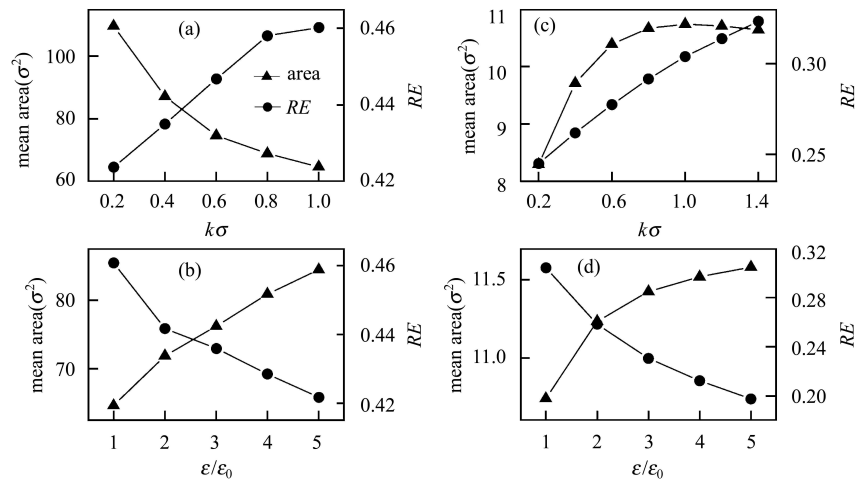 (a)
mean area(σ²)
100
80
60
0.46
0.44
0.42
RE
area
RE
0.2 0.4 0.6 0.8 1.0
kσ
(c)
mean area(σ²)
11
10
9
8
0.30
0.25
RE
0.2 0.6 1.0 1.4
kσ
(b)
mean area(σ²)
80
70
0.46
0.44
0.42
RE
1 2 3 4 5
ε/ε₀
(d)
mean area(σ²)
11.5
11.0
0.32
0.28
0.24
0.20
RE
1 2 3 4 5
ε/ε₀